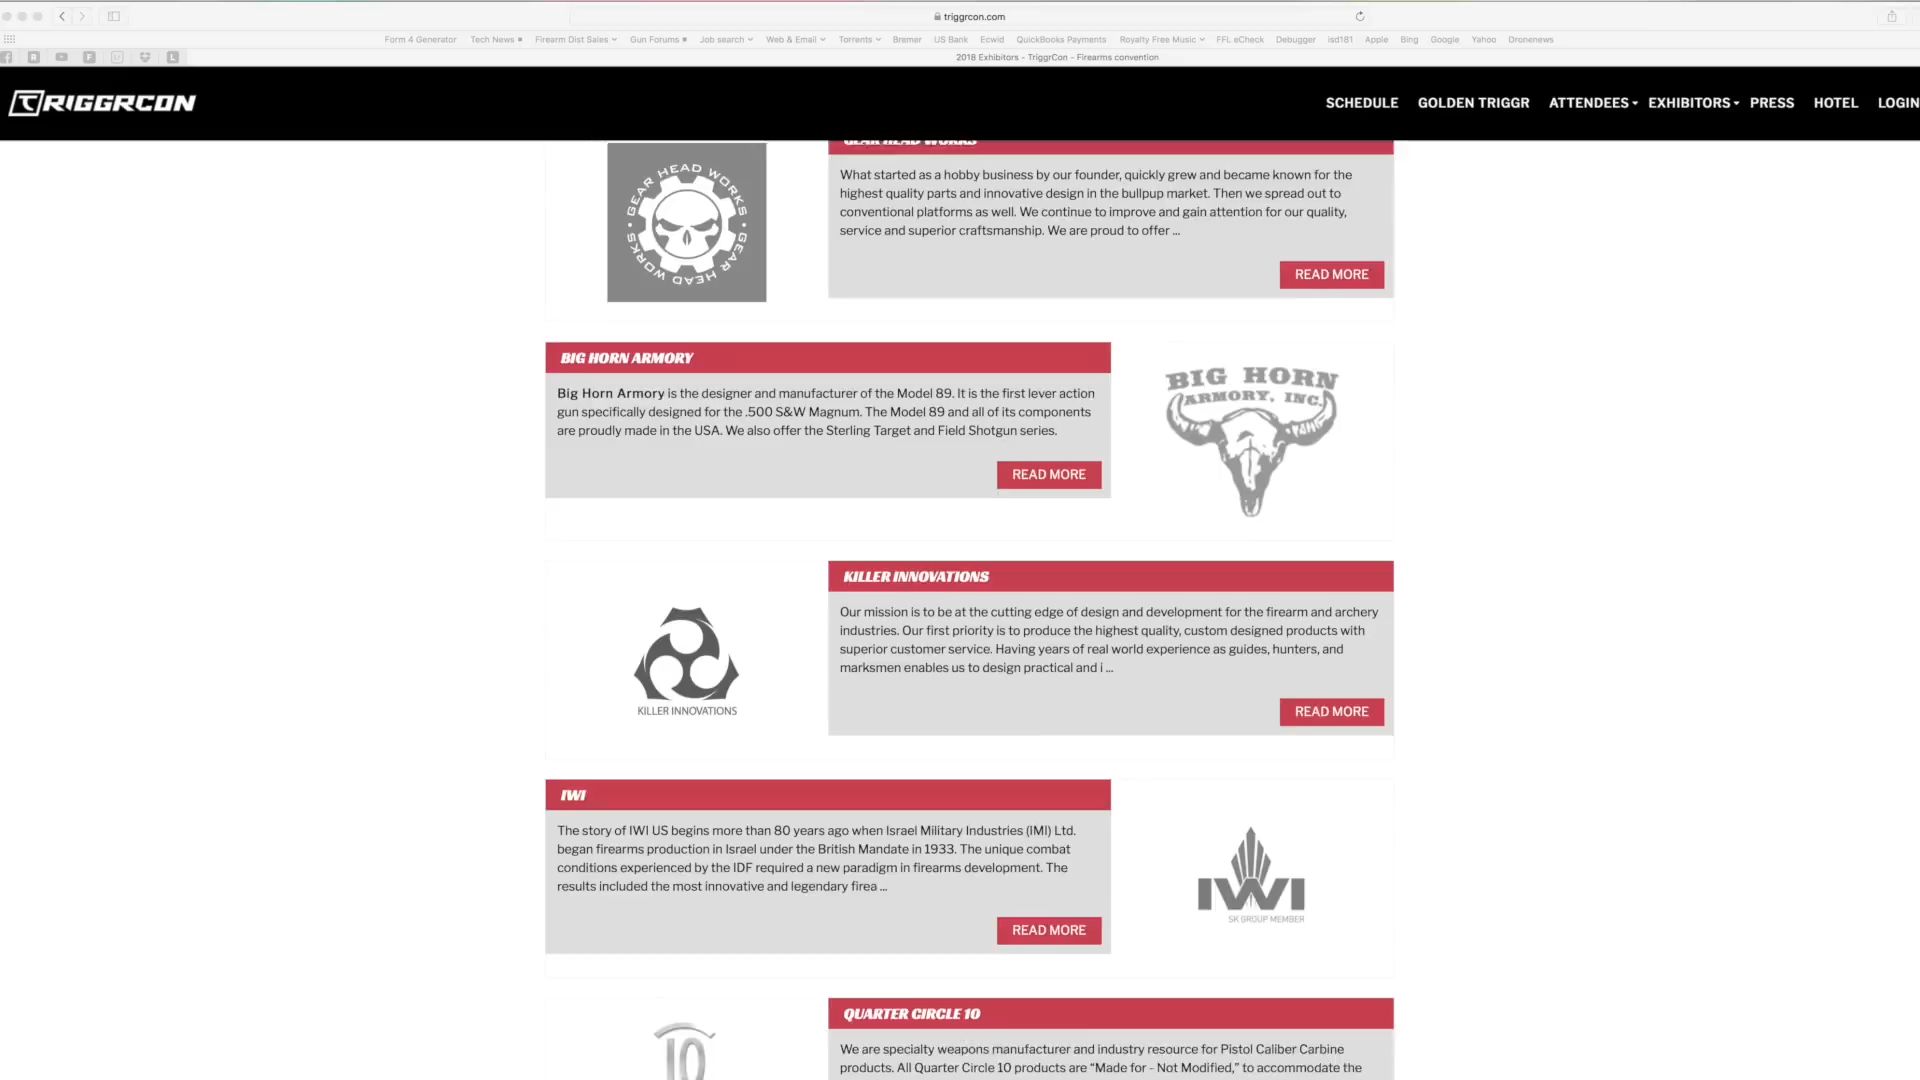 triggrcon.com
Form 4 Generator Tech News Firearm Dist Sales Gun Forums Job search Web & Email Torrents Bremer US Bank Ecwid QuickBooks Payments Royalty Free Music FFL eCheck Debugger isd181 Apple Bing Google Yahoo Dronenews
2018 Exhibitors - TriggrCon - Firearms convention
TRIGGRCON
SCHEDULE GOLDEN TRIGGR ATTENDEES EXHIBITORS PRESS HOTEL LOGIN
GEAR HEAD WORKS
GEAR HEAD WORKS • GEAR HEAD WORKS •
What started as a hobby business by our founder, quickly grew and became known for the
highest quality parts and innovative design in the bullpup market. Then we spread out to
conventional platforms as well. We continue to improve and gain attention for our quality,
service and superior craftsmanship. We are proud to offer ...
READ MORE
BIG HORN ARMORY
Big Horn Armory is the designer and manufacturer of the Model 89. It is the first lever action
gun specifically designed for the .500 S&W Magnum. The Model 89 and all of its components
are proudly made in the USA. We also offer the Sterling Target and Field Shotgun series.
READ MORE
BIG HORN
ARMORY, INC.
KILLER INNOVATIONS
KILLER INNOVATIONS
Our mission is to be at the cutting edge of design and development for the firearm and archery
industries. Our first priority is to produce the highest quality, custom designed products with
superior customer service. Having years of real world experience as guides, hunters, and
marksmen enables us to design practical and i ...
READ MORE
IWI
The story of IWI US begins more than 80 years ago when Israel Military Industries (IMI) Ltd.
began firearms production in Israel under the British Mandate in 1933. The unique combat
conditions experienced by the IDF required a new paradigm in firearms development. The
results included the most innovative and legendary firea ...
READ MORE
IWI
SK GROUP MEMBER
QUARTER CIRCLE 10
10
We are specialty weapons manufacturer and industry resource for Pistol Caliber Carbine
products. All Quarter Circle 10 products are “Made for - Not Modified,” to accommodate the